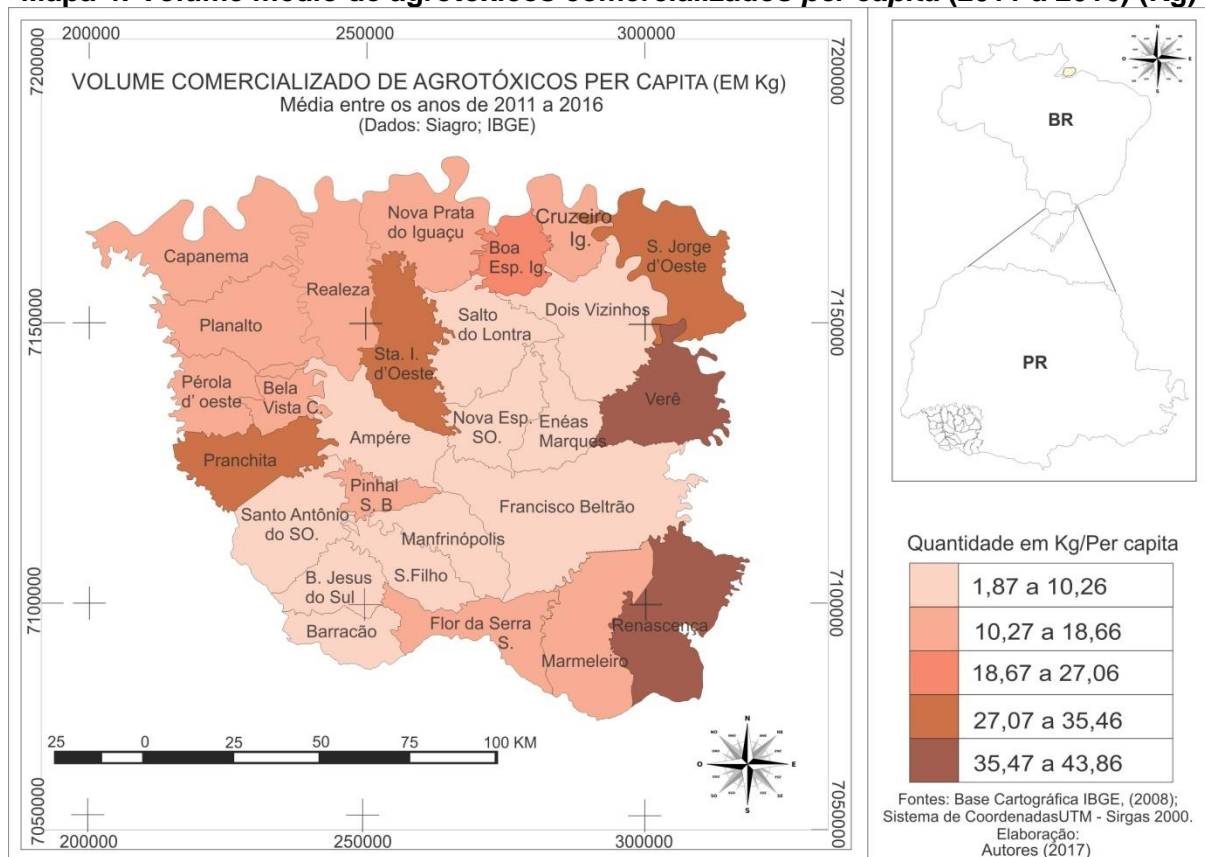 Mapa 4: Volume médio de agrotóxicos comercializados per capita (2011 a 2016) (Kg)
200000
250000
300000
7200000
7200000
VOLUME COMERCIALIZADO DE AGROTÓXICOS PER CAPITA (EM Kg)
Média entre os anos de 2011 a 2016
(Dados: Siagro; IBGE)
Nova Prata
do Iguaçu
Cruzeiro
Ig.
Boa
Esp. Ig.
S. Jorge
d'Oeste
Capanema
Realeza
Planalto
Salto
do Lontra
Dois Vizinhos
7150000
7150000
Sta. I.
d'Oeste
Pérola
d' oeste
Bela
Vista C.
Verê
Nova Esp.
SO.
Enéas
Marques
Ampére
Pranchita
Pinhal
S. B
Francisco Beltrão
Santo Antônio
do SO.
Manfrinópolis
B. Jesus
do Sul
S.Filho
7100000
7100000
Barracão
Flor da Serra
S.
Renascença
Marmeleiro
25 0 25 50 75 100 KM
N
NO
NE
O
E
SO
SE
S
7050000
7050000
200000
250000
300000
N
E
S
BR
PR
Quantidade em Kg/Per capita
1,87 a 10,26
10,27 a 18,66
18,67 a 27,06
27,07 a 35,46
35,47 a 43,86
Fontes: Base Cartográfica IBGE, (2008);
Sistema de CoordenadasUTM - Sirgas 2000.
Elaboração:
Autores (2017)